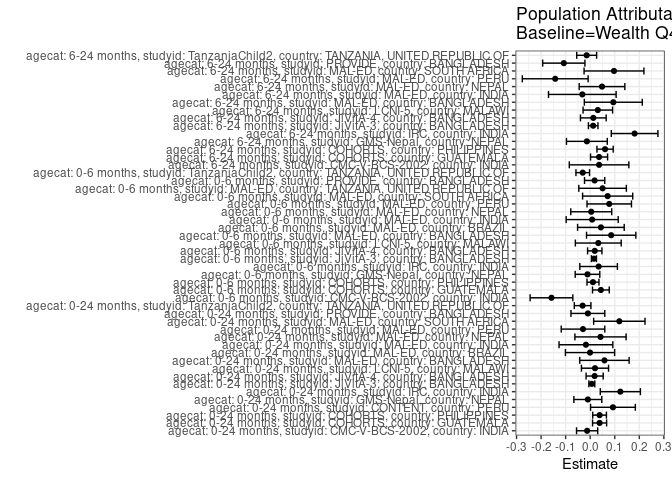 Population Attributa
Baseline=Wealth Q4
agecat: 6-24 months, studyid: TanzaniaChild2, country: TANZANIA, UNITED REPUBLIC OF
agecat: 6-24 months, studyid: PROVIDE, country: BANGLADESH
agecat: 6-24 months, studyid: MAL-ED, country: SOUTH AFRICA
agecat: 6-24 months, studyid: MAL-ED, country: PERU
agecat: 6-24 months, studyid: MAL-ED, country: NEPAL
agecat: 6-24 months, studyid: MAL-ED, country: INDIA
agecat: 6-24 months, studyid: MAL-ED, country: BANGLADESH
agecat: 6-24 months, studyid: LCNI-5, country: MALAWI
agecat: 6-24 months, studyid: JiVitA-4, country: BANGLADESH
agecat: 6-24 months, studyid: JiVitA-3, country: BANGLADESH
agecat: 6-24 months, studyid: IRC, country: INDIA
agecat: 6-24 months, studyid: GMS-Nepal, country: NEPAL
agecat: 6-24 months, studyid: COHORTS, country: PHILIPPINES
agecat: 6-24 months, studyid: COHORTS, country: GUATEMALA
agecat: 6-24 months, studyid: CMC-V-BCS-2002, country: INDIA
agecat: 0-6 months, studyid: TanzaniaChild2, country: TANZANIA, UNITED REPUBLIC OF
agecat: 0-6 months, studyid: PROVIDE, country: BANGLADESH
agecat: 0-6 months, studyid: MAL-ED, country: TANZANIA, UNITED REPUBLIC OF
agecat: 0-6 months, studyid: MAL-ED, country: SOUTH AFRICA
agecat: 0-6 months, studyid: MAL-ED, country: PERU
agecat: 0-6 months, studyid: MAL-ED, country: NEPAL
agecat: 0-6 months, studyid: MAL-ED, country: INDIA
agecat: 0-6 months, studyid: MAL-ED, country: BRAZIL
agecat: 0-6 months, studyid: MAL-ED, country: BANGLADESH
agecat: 0-6 months, studyid: LCNI-5, country: MALAWI
agecat: 0-6 months, studyid: JiVitA-4, country: BANGLADESH
agecat: 0-6 months, studyid: JiVitA-3, country: BANGLADESH
agecat: 0-6 months, studyid: IRC, country: INDIA
agecat: 0-6 months, studyid: GMS-Nepal, country: NEPAL
agecat: 0-6 months, studyid: COHORTS, country: PHILIPPINES
agecat: 0-6 months, studyid: COHORTS, country: GUATEMALA
agecat: 0-6 months, studyid: CMC-V-BCS-2002, country: INDIA
agecat: 0-24 months, studyid: TanzaniaChild2, country: TANZANIA, UNITED REPUBLIC OF
agecat: 0-24 months, studyid: PROVIDE, country: BANGLADESH
agecat: 0-24 months, studyid: MAL-ED, country: SOUTH AFRICA
agecat: 0-24 months, studyid: MAL-ED, country: PERU
agecat: 0-24 months, studyid: MAL-ED, country: NEPAL
agecat: 0-24 months, studyid: MAL-ED, country: INDIA
agecat: 0-24 months, studyid: MAL-ED, country: BRAZIL
agecat: 0-24 months, studyid: MAL-ED, country: BANGLADESH
agecat: 0-24 months, studyid: LCNI-5, country: MALAWI
agecat: 0-24 months, studyid: JiVitA-4, country: BANGLADESH
agecat: 0-24 months, studyid: JiVitA-3, country: BANGLADESH
agecat: 0-24 months, studyid: IRC, country: INDIA
agecat: 0-24 months, studyid: GMS-Nepal, country: NEPAL
agecat: 0-24 months, studyid: CONTENT, country: PERU
agecat: 0-24 months, studyid: COHORTS, country: PHILIPPINES
agecat: 0-24 months, studyid: COHORTS, country: GUATEMALA
agecat: 0-24 months, studyid: CMC-V-BCS-2002, country: INDIA
-0.3 -0.2 -0.1 0.0 0.1 0.2 0.3
Estimate